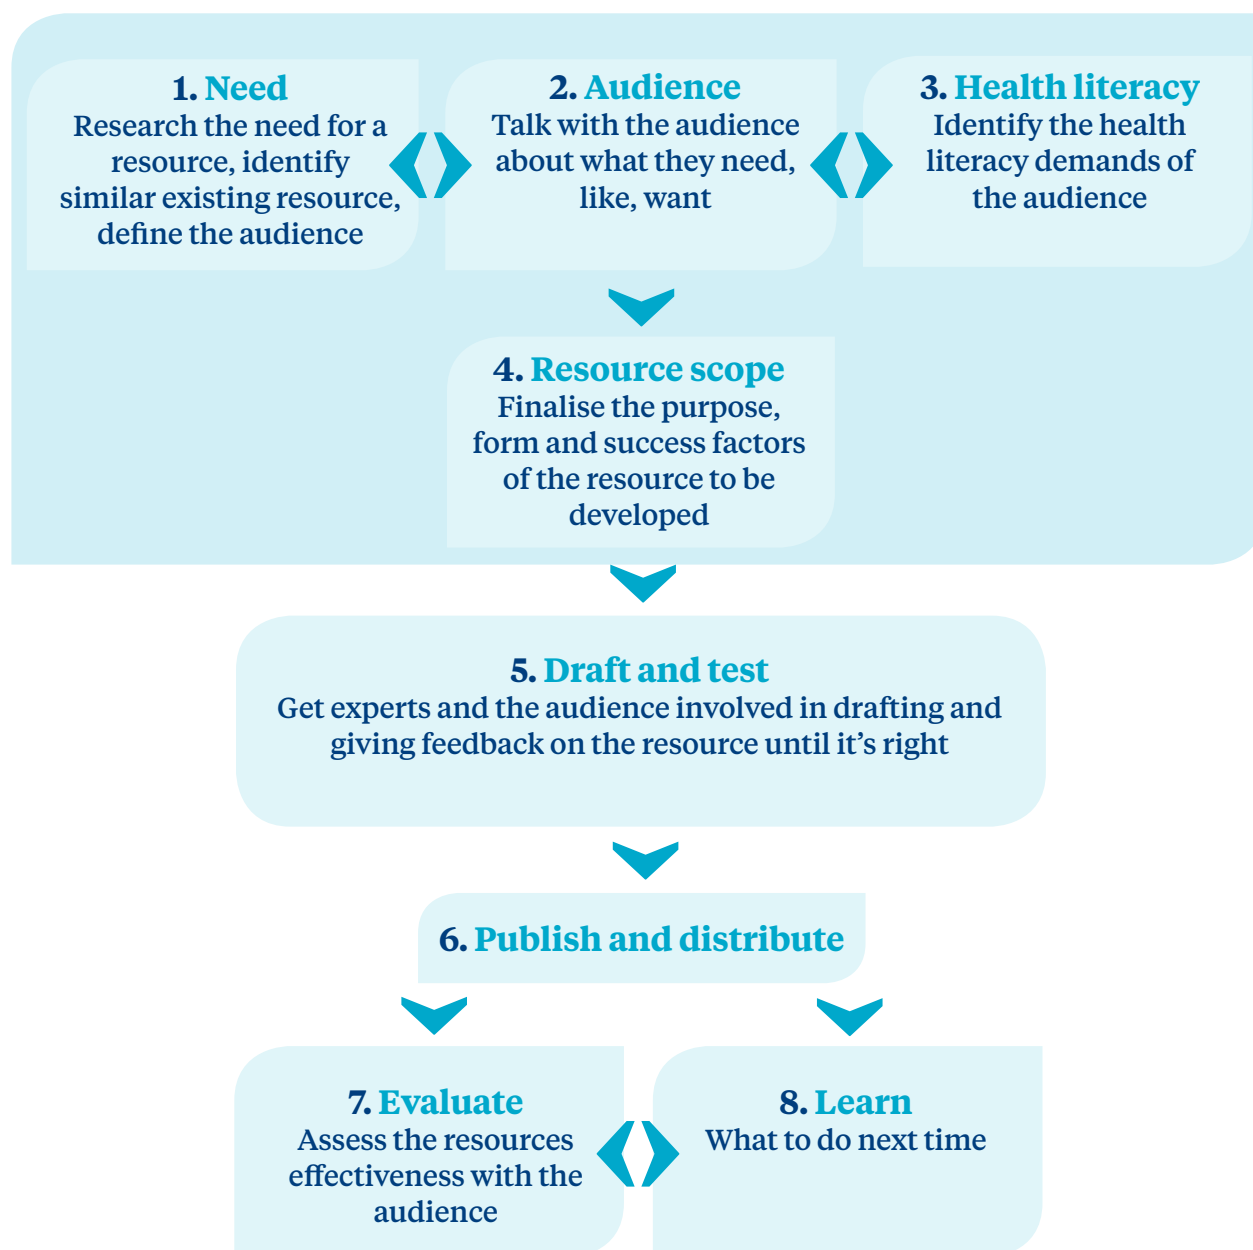 1. Need
Research the need for a
resource, identify
similar existing resource,
define the audience
2. Audience
Talk with the audience
about what they need,
like, want
3. Health literacy
Identify the health
literacy demands of
the audience
4. Resource scope
Finalise the purpose,
form and success factors
of the resource to be
developed
5. Draft and test
Get experts and the audience involved in drafting and
giving feedback on the resource until it’s right
6. Publish and distribute
7. Evaluate
Assess the resources
effectiveness with the
audience
8. Learn
What to do next time